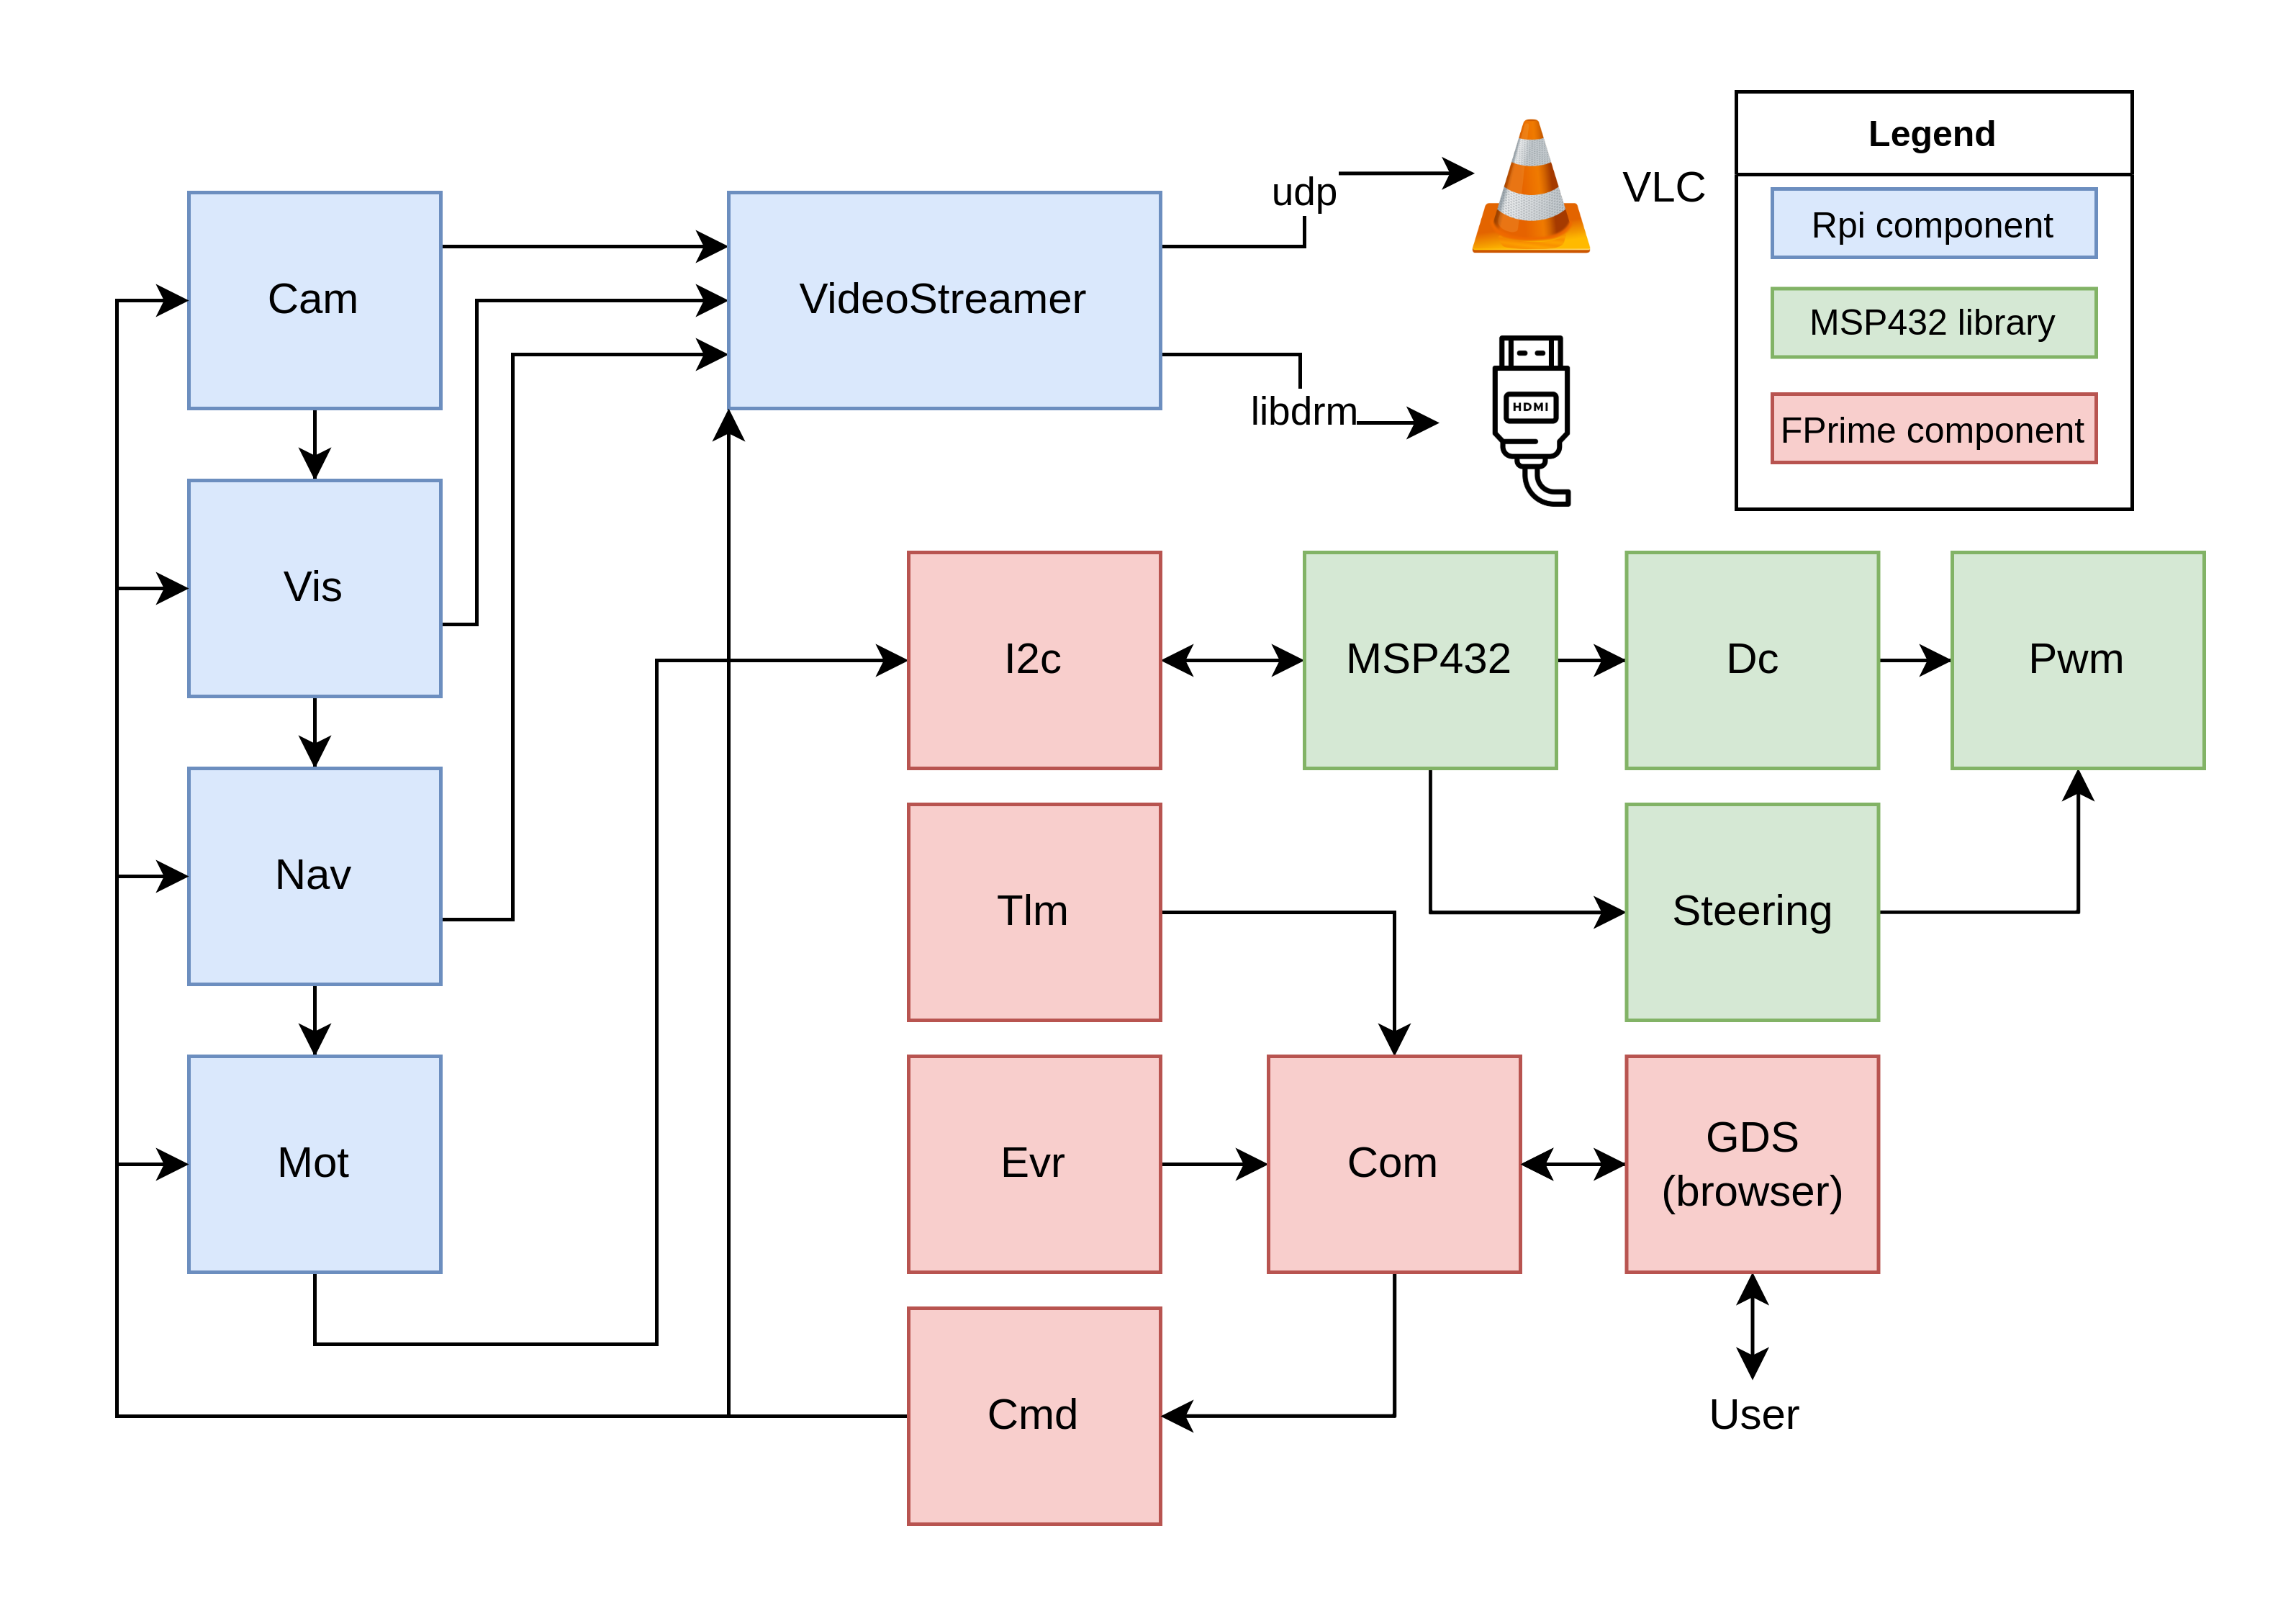 Legend
Rpi component
MSP432 library
FPrime component
udp
VLC
Cam
VideoStreamer
libdrm
HDMI
Vis
I2c
MSP432
Dc
Pwm
Nav
Tlm
Steering
Mot
Evr
Com
GDS
(browser)
Cmd
User